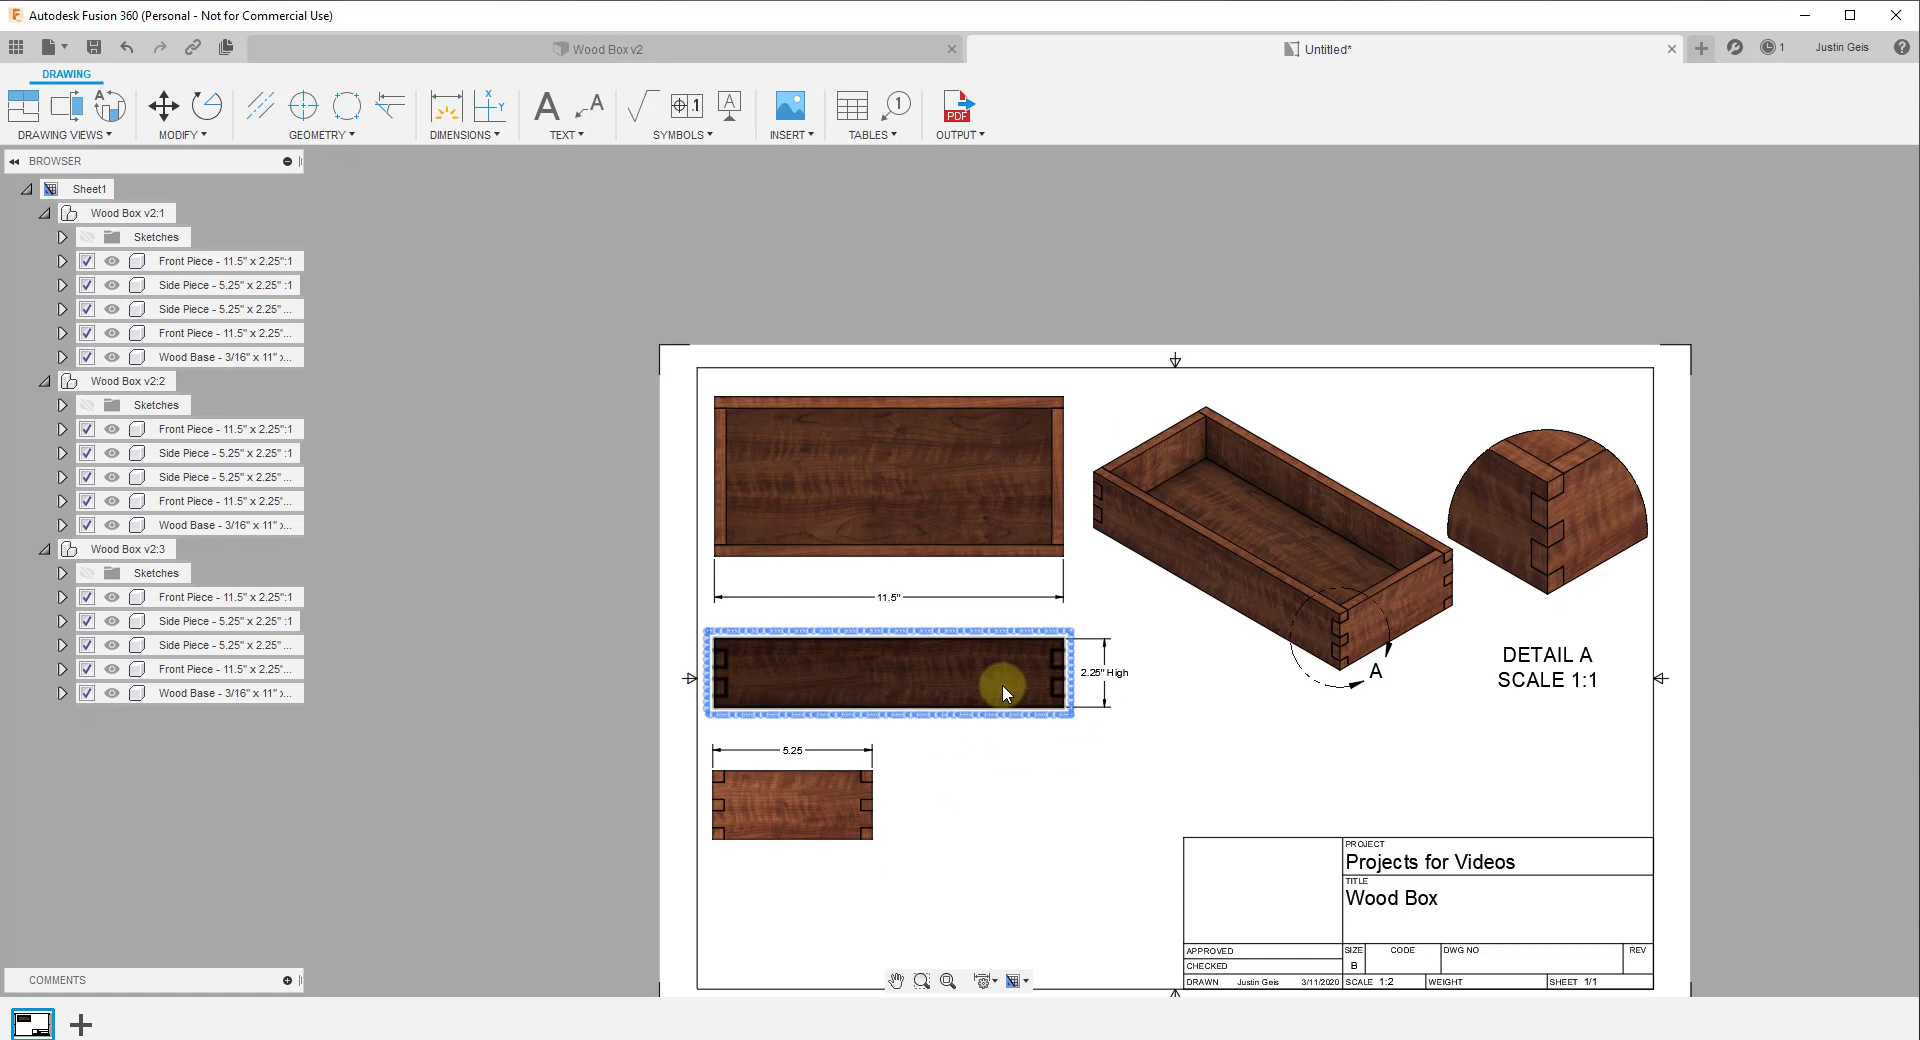 Autodesk Fusion 360 (Personal - Not for Commercial Use)
Wood Box v2
Untitled*
1
Justin Geis
DRAWING
DRAWING VIEWS
MODIFY
GEOMETRY
DIMENSIONS
TEXT
SYMBOLS
INSERT
TABLES
OUTPUT
BROWSER
Sheet1
Wood Box v2:1
Sketches
Front Piece - 11.5" x 2.25":1
Side Piece - 5.25" x 2.25" :1
Side Piece - 5.25" x 2.25" ...
Front Piece - 11.5" x 2.25"...
Wood Base - 3/16" x 11" x...
Wood Box v2:2
Sketches
Front Piece - 11.5" x 2.25":1
Side Piece - 5.25" x 2.25" :1
Side Piece - 5.25" x 2.25" ...
Front Piece - 11.5" x 2.25"...
Wood Base - 3/16" x 11" x...
Wood Box v2:3
Sketches
Front Piece - 11.5" x 2.25":1
Side Piece - 5.25" x 2.25" :1
Side Piece - 5.25" x 2.25" ...
Front Piece - 11.5" x 2.25"...
Wood Base - 3/16" x 11" x...
11.5"
2.25" High
5.25
A
DETAIL A
SCALE 1:1
PROJECT
Projects for Videos
TITLE
Wood Box
APPROVED
CHECKED
DRAWN Justin Geis 3/11/2020
SIZE
B
CODE
DWG NO
REV
SCALE 1:2
WEIGHT
SHEET 1/1
COMMENTS